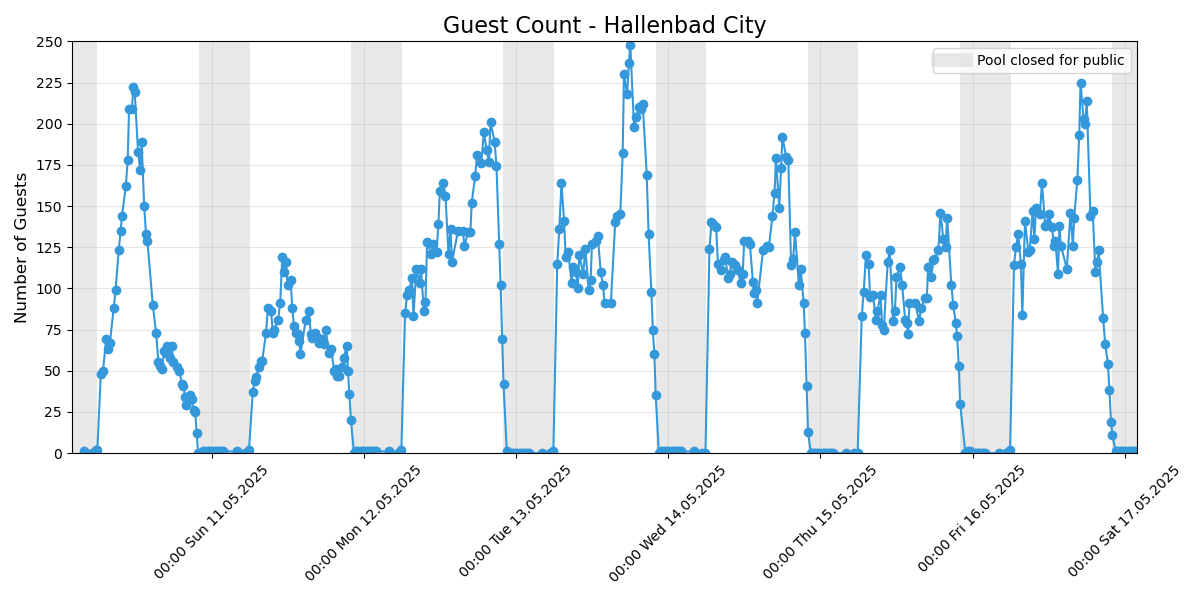 Guest Count - Hallenbad City
Pool closed for public
Number of Guests
250
225
200
175
150
125
100
75
50
25
0
00:00 Sun 11.05.2025
00:00 Mon 12.05.2025
00:00 Tue 13.05.2025
00:00 Wed 14.05.2025
00:00 Thu 15.05.2025
00:00 Fri 16.05.2025
00:00 Sat 17.05.2025